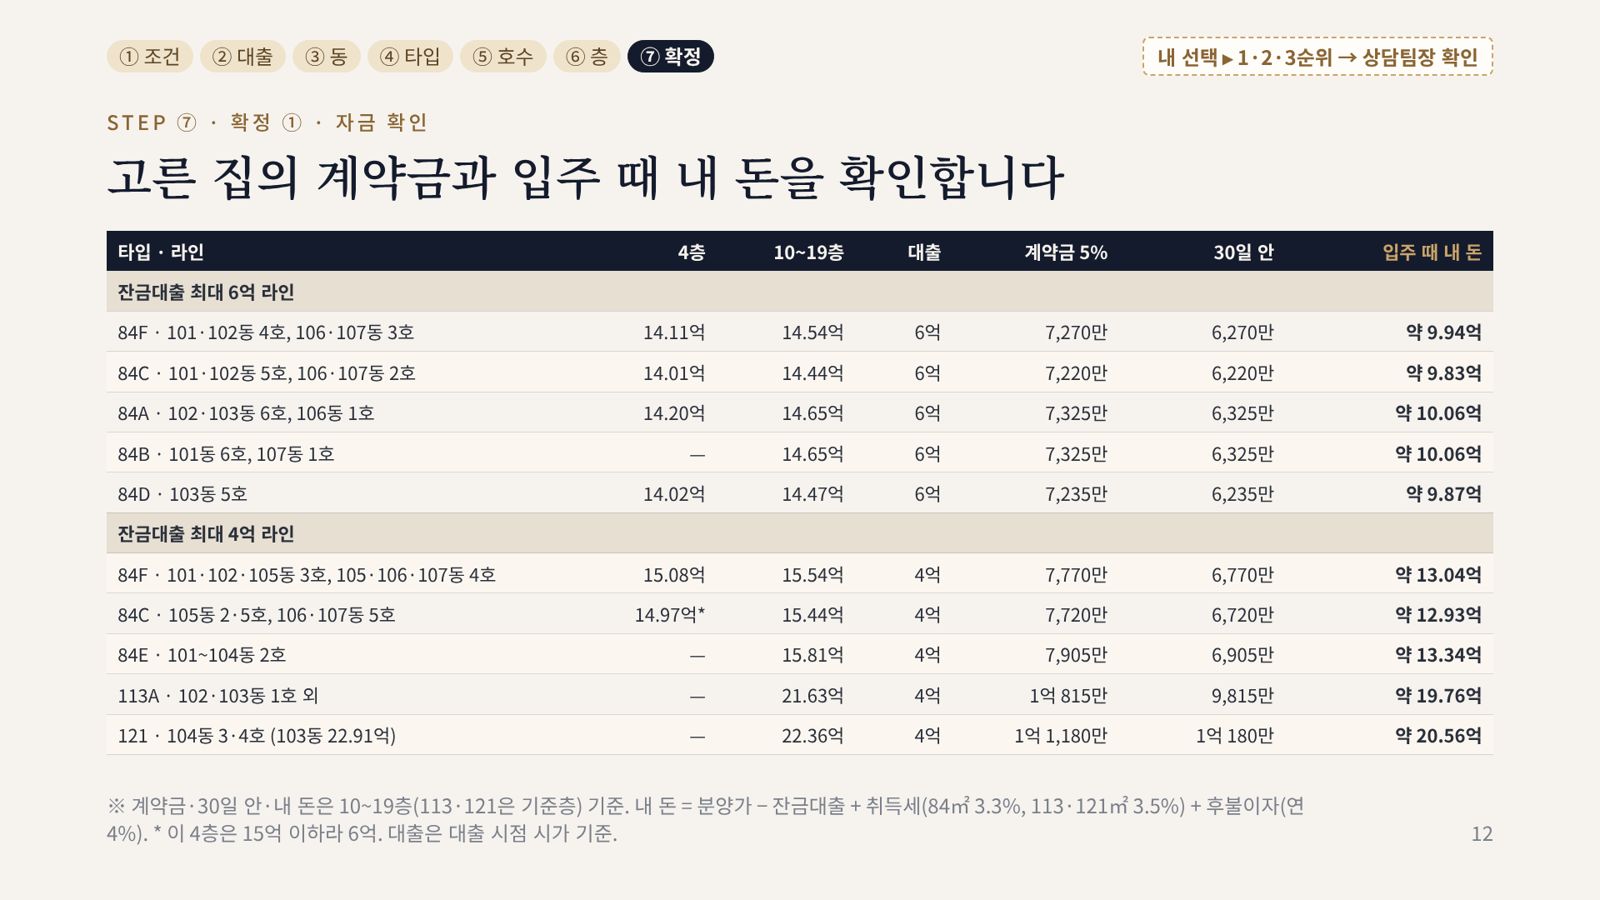 ① 조건 ② 대출 ③ 동 ④ 타입 ⑤ 호수 ⑥ 층 ⑦ 확정
내 선택 ▸ 1·2·3순위 → 상담팀장 확인
STEP ⑦ · 확정 ① · 자금 확인
고른 집의 계약금과 입주 때 내 돈을 확인합니다
타입 · 라인 4층 10~19층 대출 계약금 5% 30일 안 입주 때 내 돈
잔금대출 최대 6억 라인
84F · 101·102동 4호, 106·107동 3호 14.11억 14.54억 6억 7,270만 6,270만 약 9.94억
84C · 101·102동 5호, 106·107동 2호 14.01억 14.44억 6억 7,220만 6,220만 약 9.83억
84A · 102·103동 6호, 106동 1호 14.20억 14.65억 6억 7,325만 6,325만 약 10.06억
84B · 101동 6호, 107동 1호 — 14.65억 6억 7,325만 6,325만 약 10.06억
84D · 103동 5호 14.02억 14.47억 6억 7,235만 6,235만 약 9.87억
잔금대출 최대 4억 라인
84F · 101·102·105동 3호, 105·106·107동 4호 15.08억 15.54억 4억 7,770만 6,770만 약 13.04억
84C · 105동 2·5호, 106·107동 5호 14.97억* 15.44억 4억 7,720만 6,720만 약 12.93억
84E · 101~104동 2호 — 15.81억 4억 7,905만 6,905만 약 13.34억
113A · 102·103동 1호 외 — 21.63억 4억 1억 815만 9,815만 약 19.76억
121 · 104동 3·4호 (103동 22.91억) — 22.36억 4억 1억 1,180만 1억 180만 약 20.56억
※ 계약금·30일 안·내 돈은 10~19층(113·121은 기준층) 기준. 내 돈 = 분양가 − 잔금대출 + 취득세(84㎡ 3.3%, 113·121㎡ 3.5%) + 후불이자(연
4%). * 이 4층은 15억 이하라 6억. 대출은 대출 시점 시가 기준.
12